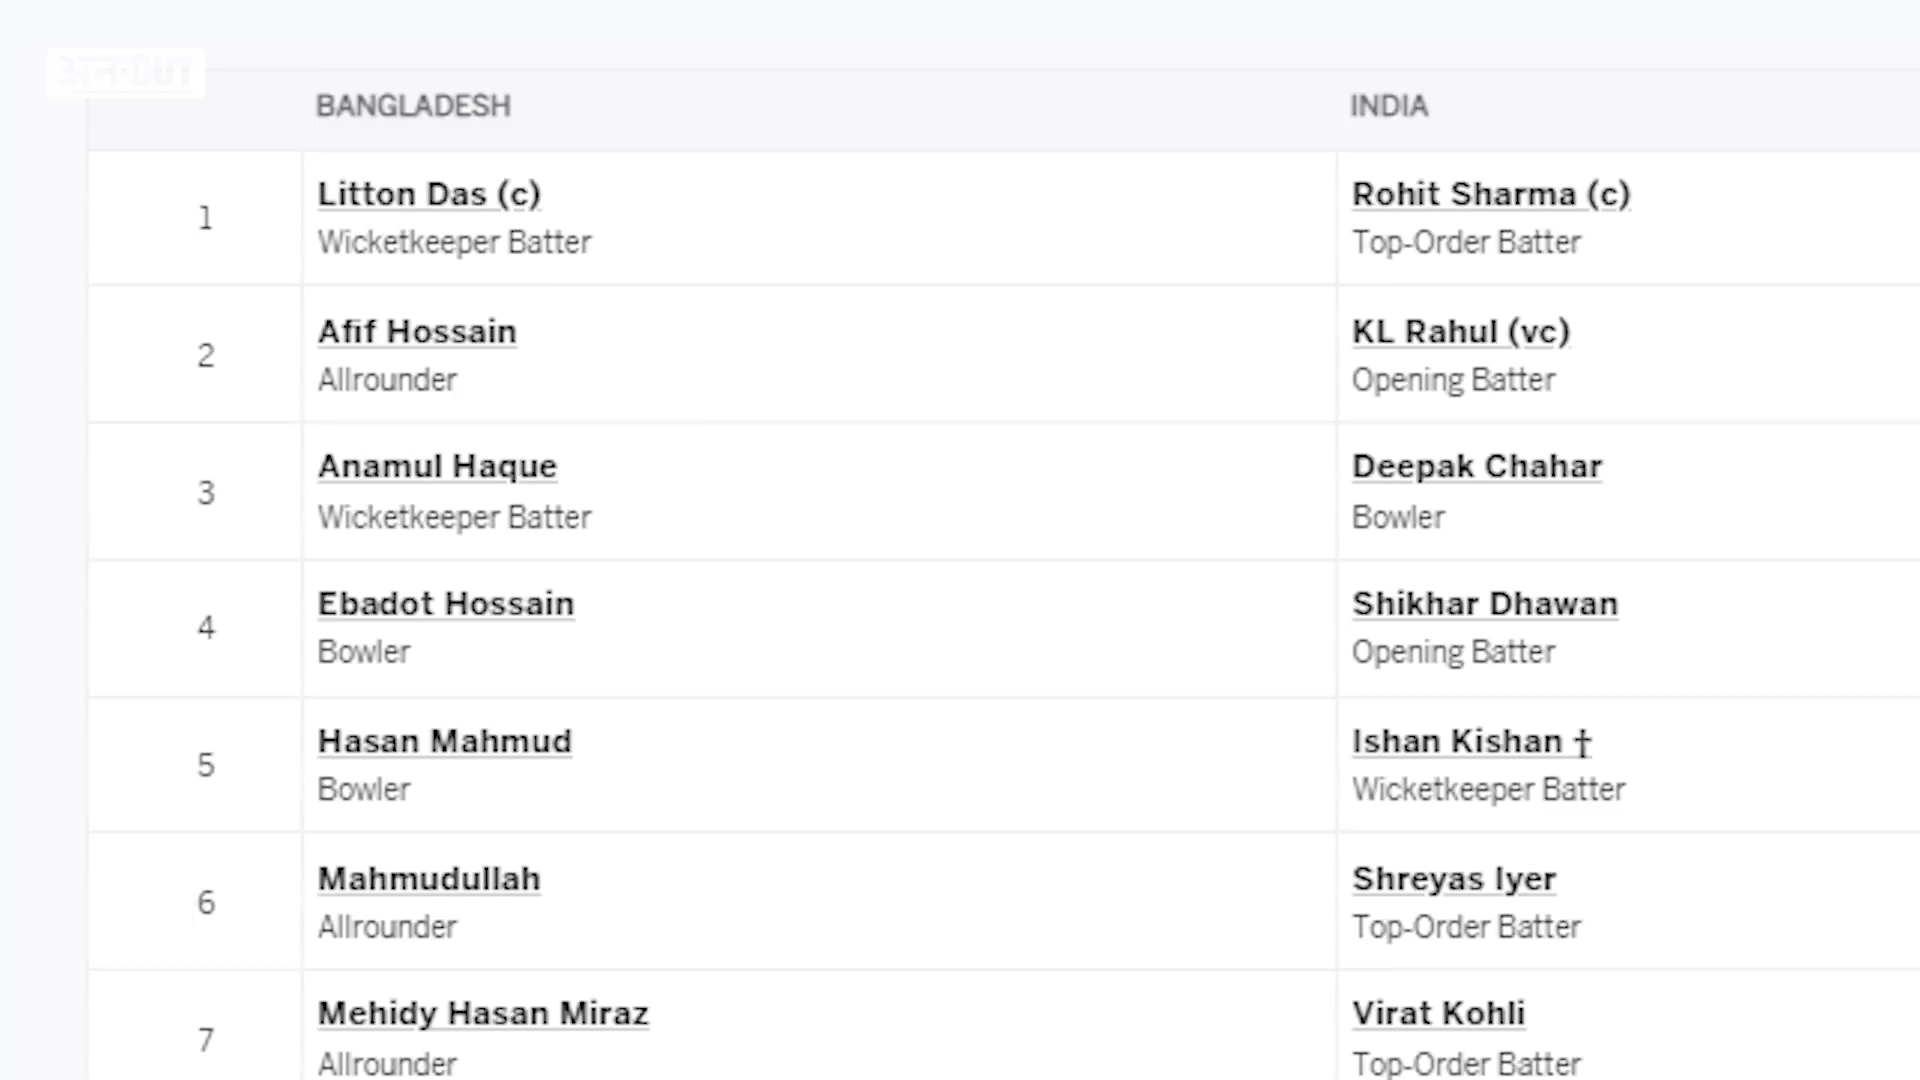 BANGLADESH INDIA
1 Litton Das (c) Rohit Sharma (c)
Wicketkeeper Batter Top-Order Batter
2 Afif Hossain KL Rahul (vc)
Allrounder Opening Batter
3 Anamul Haque Deepak Chahar
Wicketkeeper Batter Bowler
4 Ebadot Hossain Shikhar Dhawan
Bowler Opening Batter
5 Hasan Mahmud Ishan Kishan †
Bowler Wicketkeeper Batter
6 Mahmudullah Shreyas Iyer
Allrounder Top-Order Batter
7 Mehidy Hasan Miraz Virat Kohli
Allrounder Top-Order Batter